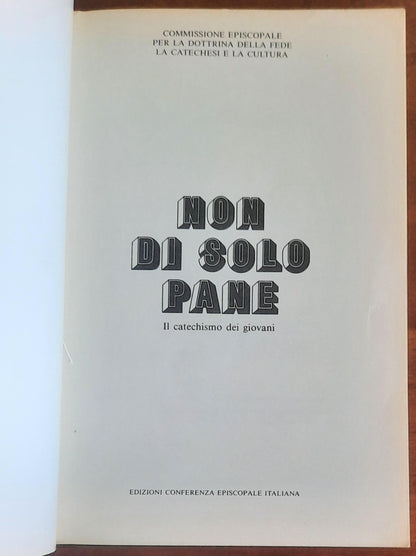 COMMISSIONE EPISCOPALE
PER LA DOTTRINA DELLA FEDE
LA CATECHESI E LA CULTURA
NON
DI SOLO
PANE
Il catechismo dei giovani
EDIZIONI CONFERENZA EPISCOPALE ITALIANA